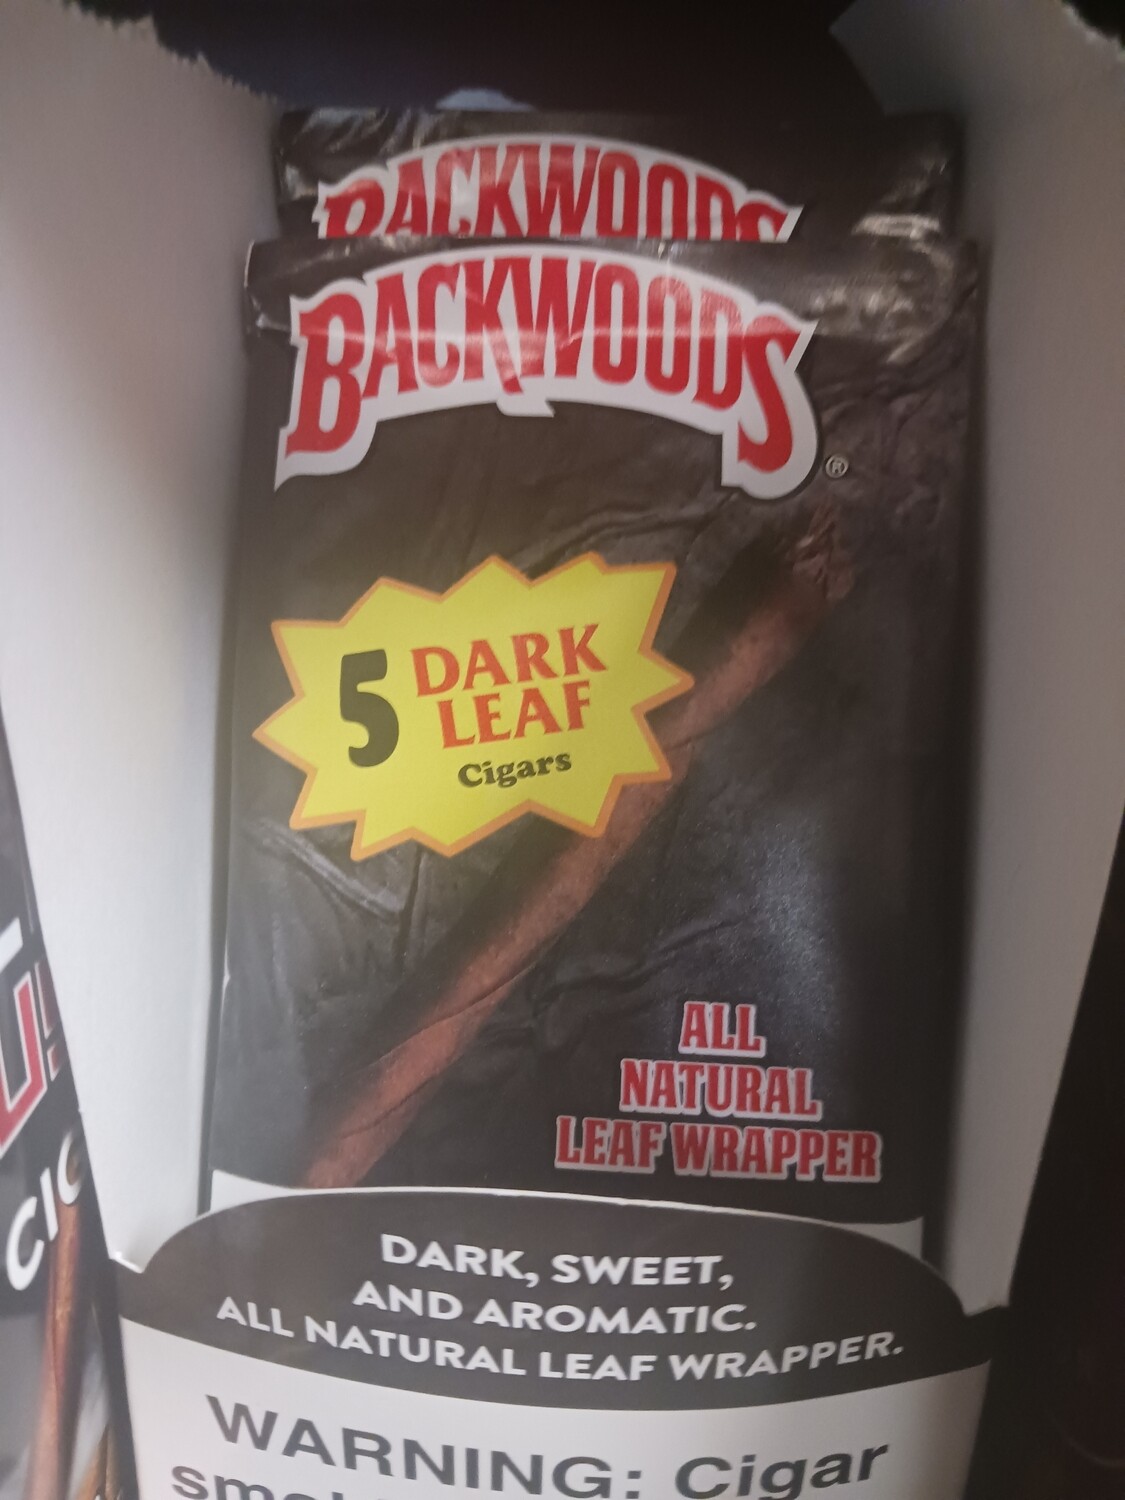 BACKWOODS
BACKWOODS
®
5 DARK
LEAF
Cigars
ALL
NATURAL
LEAF WRAPPER
DARK, SWEET,
AND AROMATIC.
ALL NATURAL LEAF WRAPPER.
WARNING: Cigar